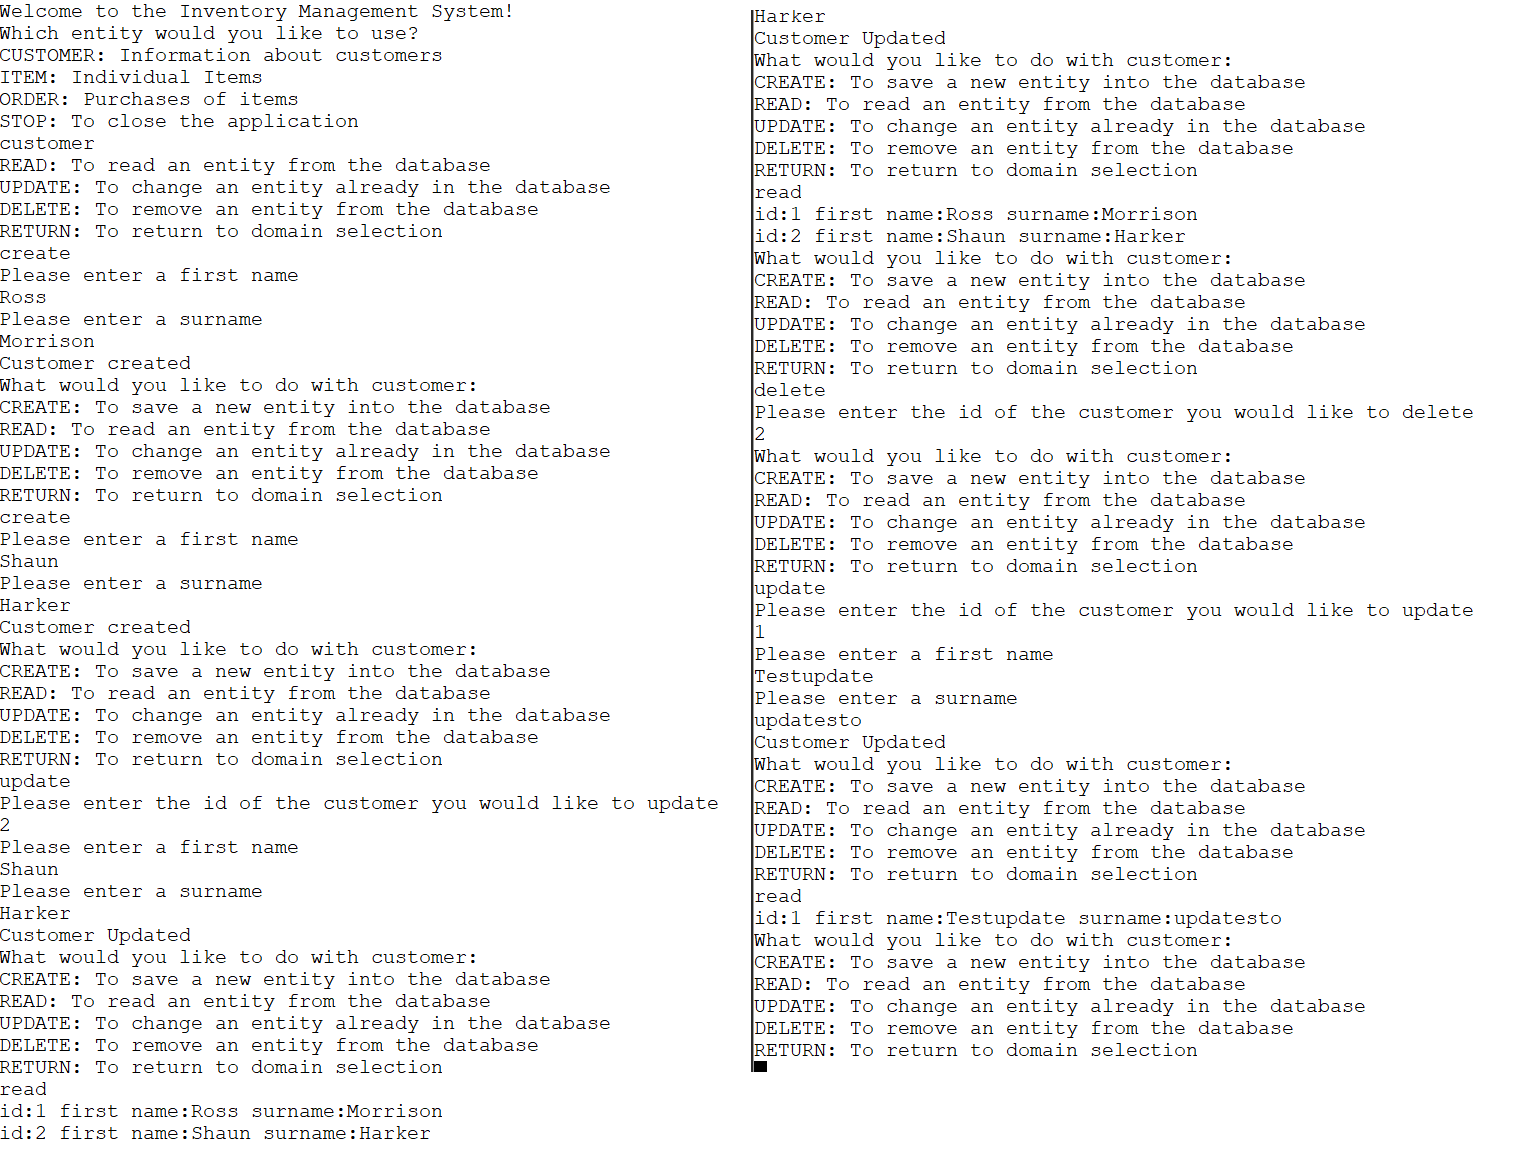 Welcome to the Inventory Management System!
Which entity would you like to use?
CUSTOMER: Information about customers
ITEM: Individual Items
ORDER: Purchases of items
STOP: To close the application
customer
READ: To read an entity from the database
UPDATE: To change an entity already in the database
DELETE: To remove an entity from the database
RETURN: To return to domain selection
create
Please enter a first name
Ross
Please enter a surname
Morrison
Customer created
What would you like to do with customer:
CREATE: To save a new entity into the database
READ: To read an entity from the database
UPDATE: To change an entity already in the database
DELETE: To remove an entity from the database
RETURN: To return to domain selection
create
Please enter a first name
Shaun
Please enter a surname
Harker
Customer created
What would you like to do with customer:
CREATE: To save a new entity into the database
READ: To read an entity from the database
UPDATE: To change an entity already in the database
DELETE: To remove an entity from the database
RETURN: To return to domain selection
update
Please enter the id of the customer you would like to update
2
Please enter a first name
Shaun
Please enter a surname
Harker
Customer Updated
What would you like to do with customer:
CREATE: To save a new entity into the database
READ: To read an entity from the database
UPDATE: To change an entity already in the database
DELETE: To remove an entity from the database
RETURN: To return to domain selection
read
id:1 first name:Ross surname:Morrison
id:2 first name:Shaun surname:Harker
Harker
Customer Updated
What would you like to do with customer:
CREATE: To save a new entity into the database
READ: To read an entity from the database
UPDATE: To change an entity already in the database
DELETE: To remove an entity from the database
RETURN: To return to domain selection
read
id:1 first name:Ross surname:Morrison
id:2 first name:Shaun surname:Harker
What would you like to do with customer:
CREATE: To save a new entity into the database
READ: To read an entity from the database
UPDATE: To change an entity already in the database
DELETE: To remove an entity from the database
RETURN: To return to domain selection
delete
Please enter the id of the customer you would like to delete
2
What would you like to do with customer:
CREATE: To save a new entity into the database
READ: To read an entity from the database
UPDATE: To change an entity already in the database
DELETE: To remove an entity from the database
RETURN: To return to domain selection
update
Please enter the id of the customer you would like to update
1
Please enter a first name
Testupdate
Please enter a surname
updatesto
Customer Updated
What would you like to do with customer:
CREATE: To save a new entity into the database
READ: To read an entity from the database
UPDATE: To change an entity already in the database
DELETE: To remove an entity from the database
RETURN: To return to domain selection
read
id:1 first name:Testupdate surname:updatesto
What would you like to do with customer:
CREATE: To save a new entity into the database
READ: To read an entity from the database
UPDATE: To change an entity already in the database
DELETE: To remove an entity from the database
RETURN: To return to domain selection